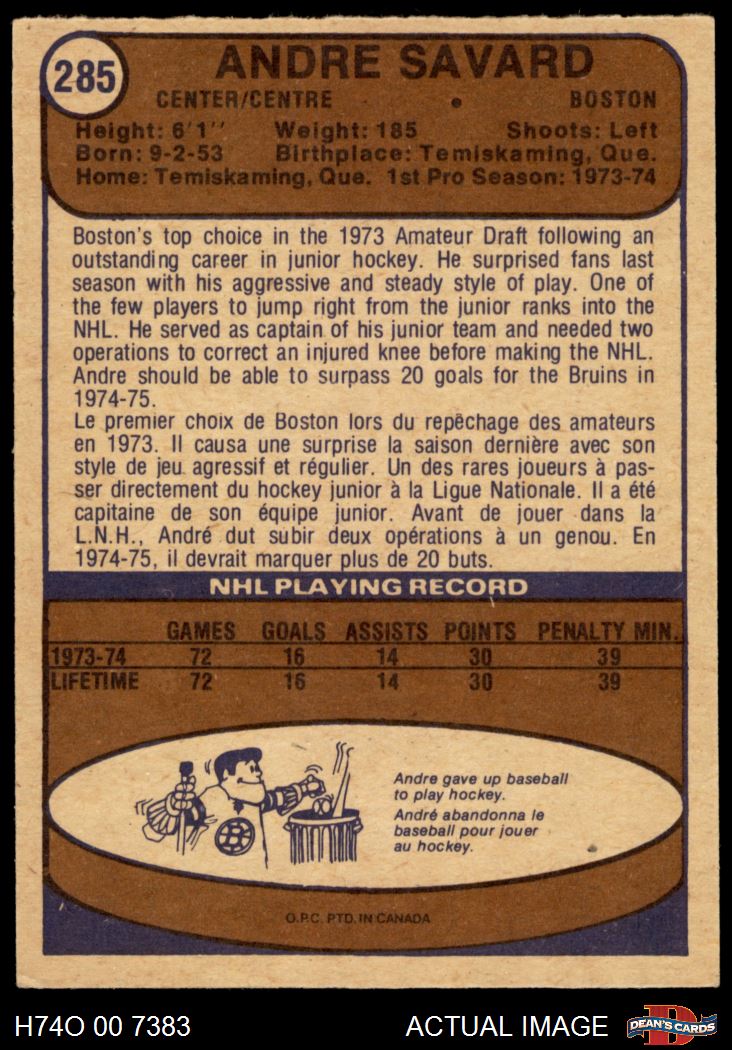 285
ANDRE SAVARD
CENTER/CENTRE • BOSTON
Height: 6'1'' Weight: 185 Shoots: Left
Born: 9-2-53 Birthplace: Temiskaming, Que.
Home: Temiskaming, Que. 1st Pro Season: 1973-74
Boston's top choice in the 1973 Amateur Draft following an
outstanding career in junior hockey. He surprised fans last
season with his aggressive and steady style of play. One of
the few players to jump right from the junior ranks into the
NHL. He served as captain of his junior team and needed two
operations to correct an injured knee before making the NHL.
Andre should be able to surpass 20 goals for the Bruins in
1974-75.
Le premier choix de Boston lors du repêchage des amateurs
en 1973. Il causa une surprise la saison dernière avec son
style de jeu agressif et régulier. Un des rares joueurs à pas-
ser directement du hockey junior à la Ligue Nationale. Il a été
capitaine de son équipe junior. Avant de jouer dans la
L.N.H., André dut subir deux opérations à un genou. En
1974-75, il devrait marquer plus de 20 buts.
NHL PLAYING RECORD
GAMES GOALS ASSISTS POINTS PENALTY MIN.
1973-74 72 16 14 30 39
LIFETIME 72 16 14 30 39
Andre gave up baseball
to play hockey.
André abandonna le
baseball pour jouer
au hockey.
O.P.C. PTD. IN CANADA
H74O 00 7383 ACTUAL IMAGE D DEAN'S CARDS